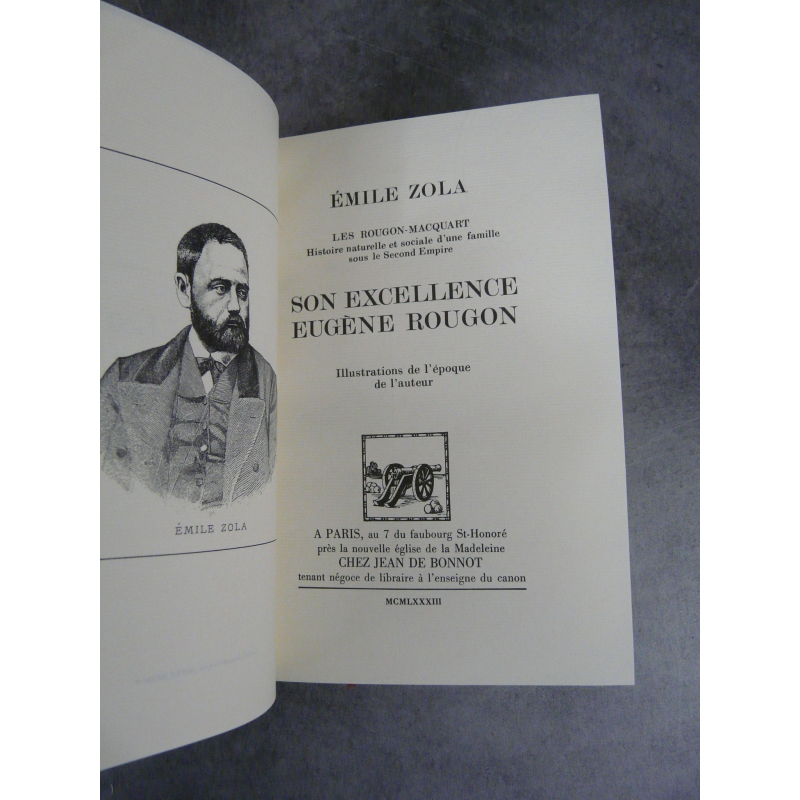 ÉMILE ZOLA
ÉMILE ZOLA
LES ROUGON-MACQUART
Histoire naturelle et sociale d'une famille
sous le Second Empire
SON EXCELLENCE
EUGÈNE ROUGON
Illustrations de l'époque
de l'auteur
A PARIS, au 7 du faubourg St-Honoré
près la nouvelle église de la Madeleine
CHEZ JEAN DE BONNOT
tenant négoce de libraire à l'enseigne du canon
MCMLXXXIII